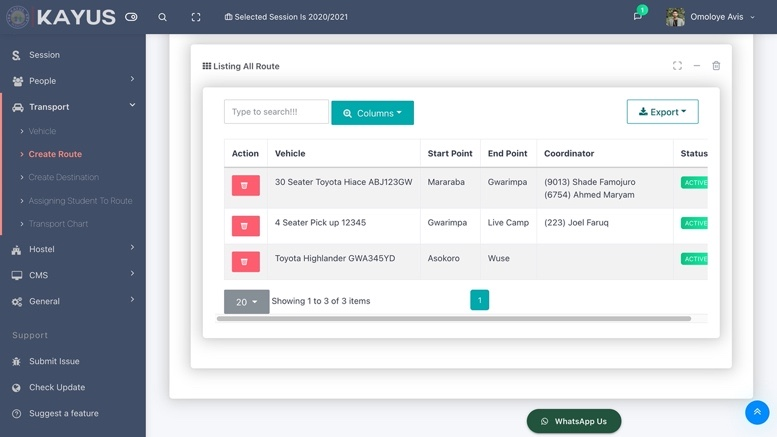 KAYUS
Selected Session Is 2020/2021
1
Omoloye Avis
Session
People
Transport
Vehicle
Create Route
Create Destination
Assigning Student To Route
Transport Chart
Hostel
CMS
General
Support
Submit Issue
Check Update
Suggest a feature
Listing All Route
Type to search!!!
Columns
Export
Action Vehicle Start Point End Point Coordinator Status
30 Seater Toyota Hiace ABJ123GW Mararaba Gwarimpa (9013) Shade Famojuro ACTIVE
(6754) Ahmed Maryam
4 Seater Pick up 12345 Gwarimpa Live Camp (223) Joel Faruq ACTIVE
Toyota Highlander GWA345YD Asokoro Wuse ACTIVE
20 Showing 1 to 3 of 3 items 1
WhatsApp Us